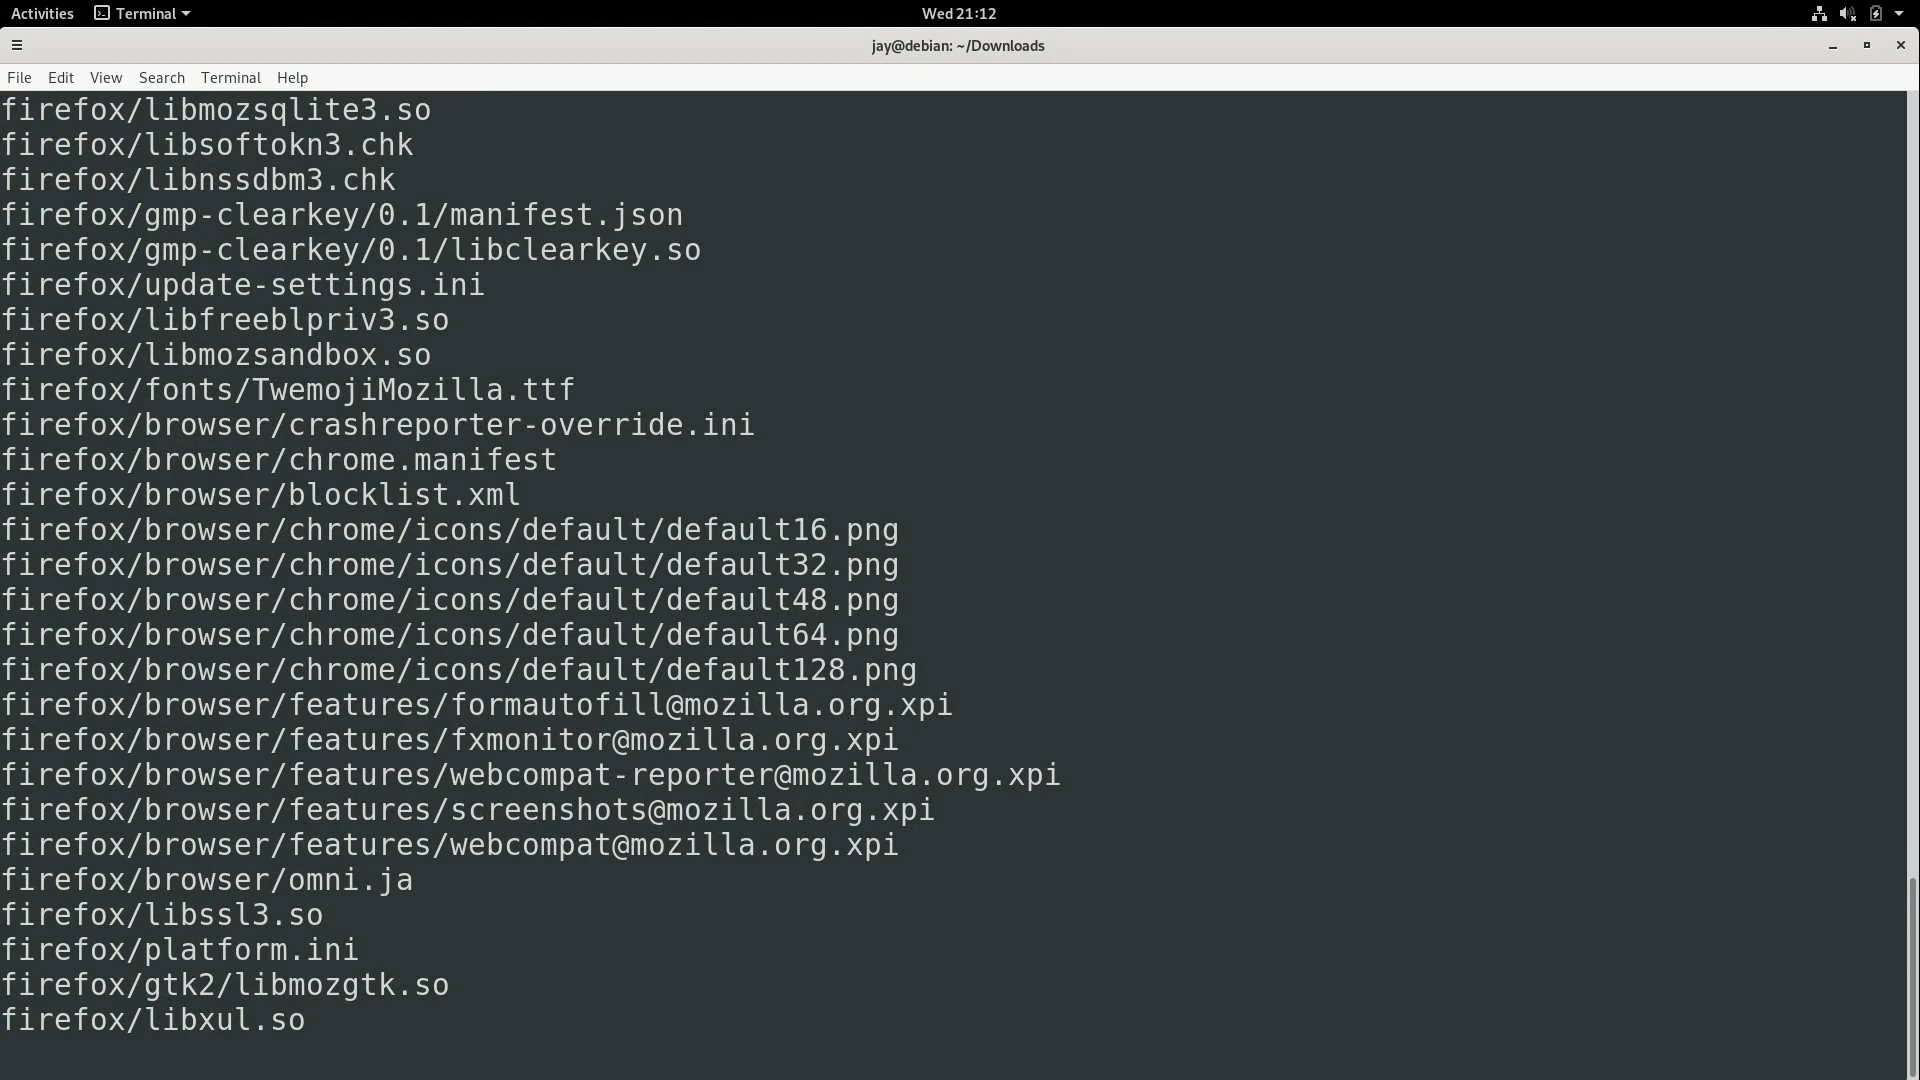 Activities Terminal Wed 21:12
jay@debian: ~/Downloads
File Edit View Search Terminal Help
firefox/libmozsqlite3.so
firefox/libsoftokn3.chk
firefox/libnssdbm3.chk
firefox/gmp-clearkey/0.1/manifest.json
firefox/gmp-clearkey/0.1/libclearkey.so
firefox/update-settings.ini
firefox/libfreeblpriv3.so
firefox/libmozsandbox.so
firefox/fonts/TwemojiMozilla.ttf
firefox/browser/crashreporter-override.ini
firefox/browser/chrome.manifest
firefox/browser/blocklist.xml
firefox/browser/chrome/icons/default/default16.png
firefox/browser/chrome/icons/default/default32.png
firefox/browser/chrome/icons/default/default48.png
firefox/browser/chrome/icons/default/default64.png
firefox/browser/chrome/icons/default/default128.png
firefox/browser/features/formautofill@mozilla.org.xpi
firefox/browser/features/fxmonitor@mozilla.org.xpi
firefox/browser/features/webcompat-reporter@mozilla.org.xpi
firefox/browser/features/screenshots@mozilla.org.xpi
firefox/browser/features/webcompat@mozilla.org.xpi
firefox/browser/omni.ja
firefox/libssl3.so
firefox/platform.ini
firefox/gtk2/libmozgtk.so
firefox/libxul.so